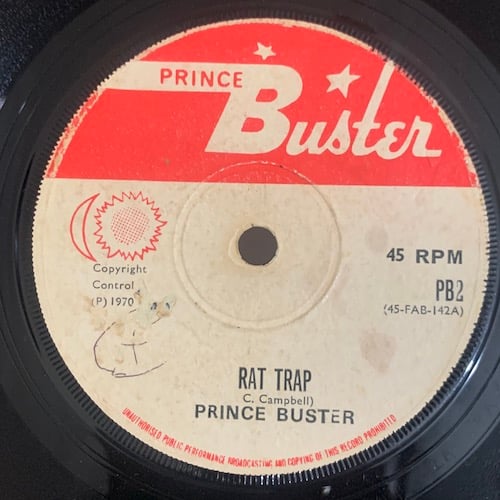 PRINCE
Buster
45 RPM
Copyright
Control
(P) 1970
PB2
(45-FAB-142A)
T
RAT TRAP
C. Campbell)
PRINCE BUSTER
UNAUTHORISED PUBLIC PERFORMANCE BROADCASTING AND COPYING OF THIS RECORD PROHIBITED